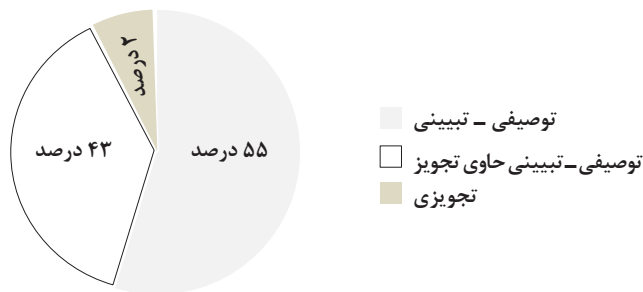 ۲ درصد
۴۳ درصد
۵۵ درصد
توصیفی ـ تبیینی
توصیفی ـ تبیینی حاوی تجویز
تجویزی